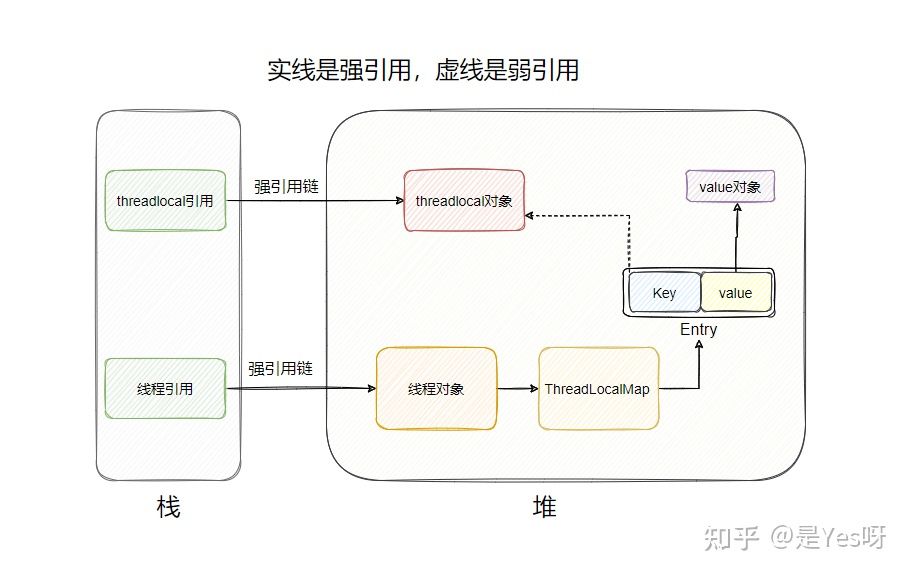 实线是强引用，虚线是弱引用
threadlocal引用
强引用链
threadlocal对象
value对象
Key
value
Entry
线程引用
强引用链
线程对象
ThreadLocalMap
栈
堆
知乎 @是Yes呀